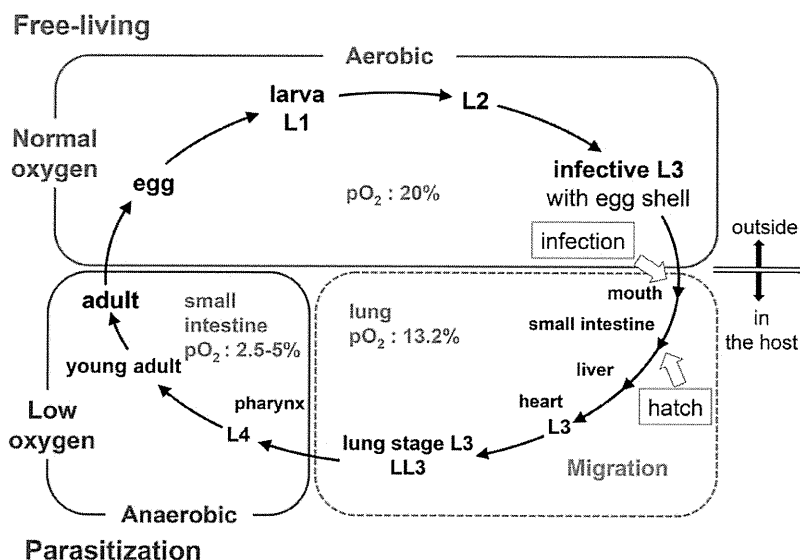 Free-living
Aerobic
larva
L1
L2
Normal
oxygen
egg
pO2 : 20%
infective L3
with egg shell
infection
outside
in
the host
mouth
small intestine
liver
hatch
heart
L3
Migration
lung
pO2 : 13.2%
lung stage L3
LL3
adult
small
intestine
pO2 : 2.5-5%
young adult
pharynx
L4
Low
oxygen
Anaerobic
Parasitization